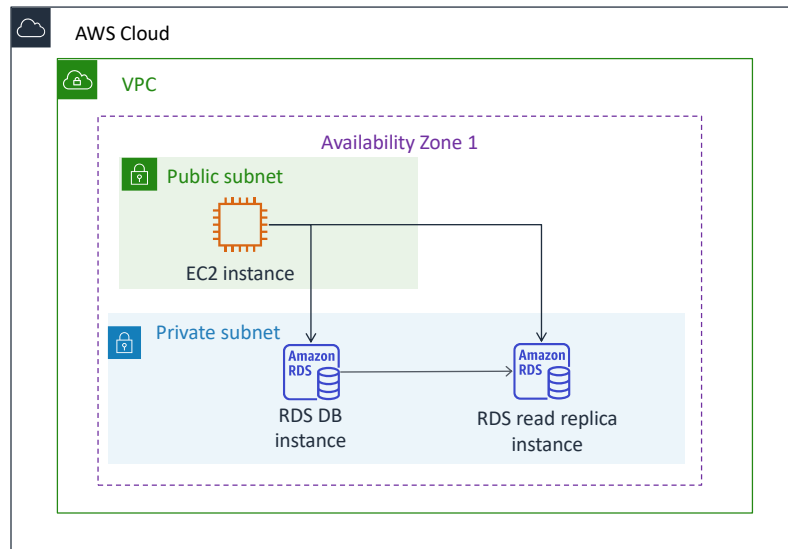 AWS Cloud
VPC
Availability Zone 1
Public subnet
EC2 instance
Private subnet
Amazon
RDS
RDS DB
instance
Amazon
RDS
RDS read replica
instance